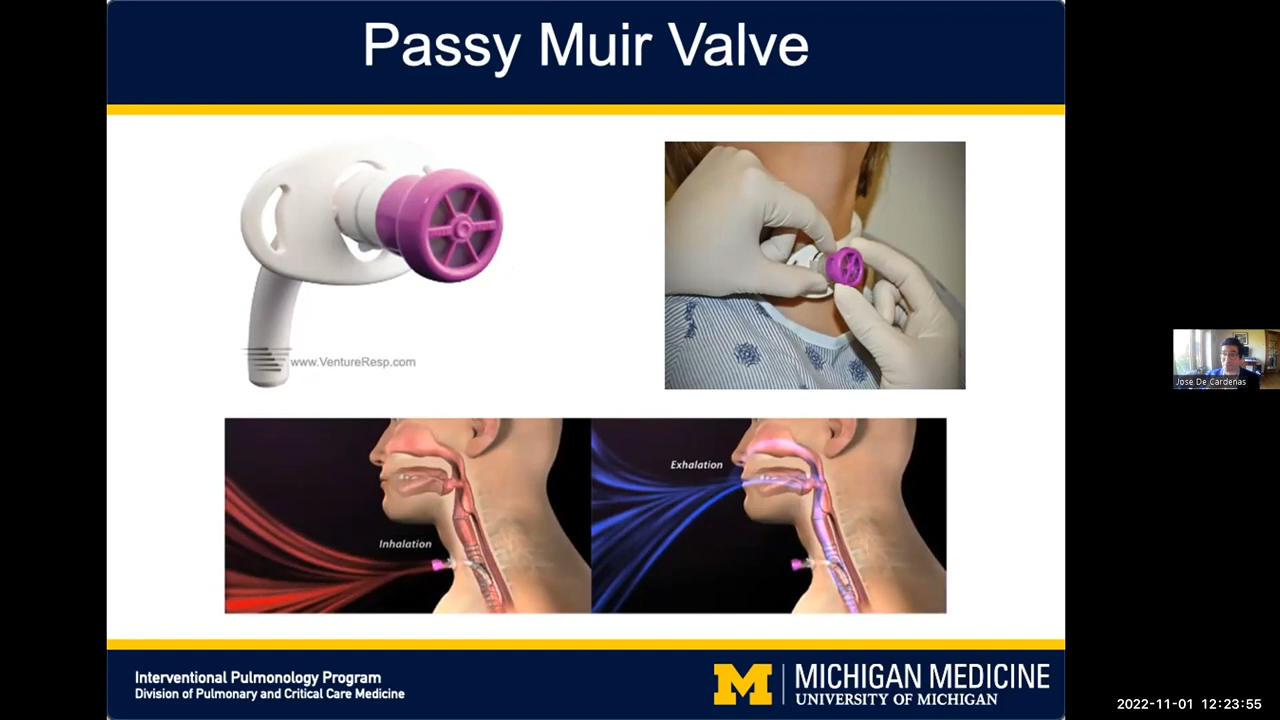 Passy Muir Valve
www.VentureResp.com
Inhalation
Exhalation
Jose De Cardenas
Interventional Pulmonology Program
Division of Pulmonary and Critical Care Medicine
M
MICHIGAN MEDICINE
UNIVERSITY OF MICHIGAN
2022-11-01 12:23:55